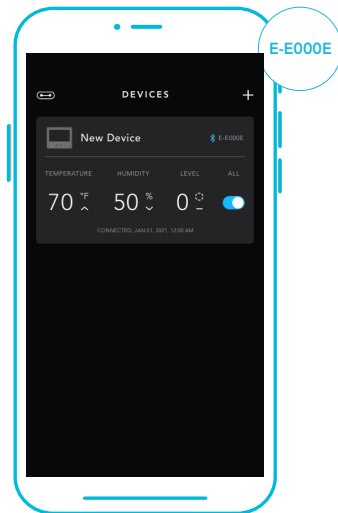 E-E000E
DEVICES +
New Device E-E000E
TEMPERATURE HUMIDITY LEVEL ALL
70 °F 50 % 0
CONNECTED, JAN 01, 2021, 12:00 AM